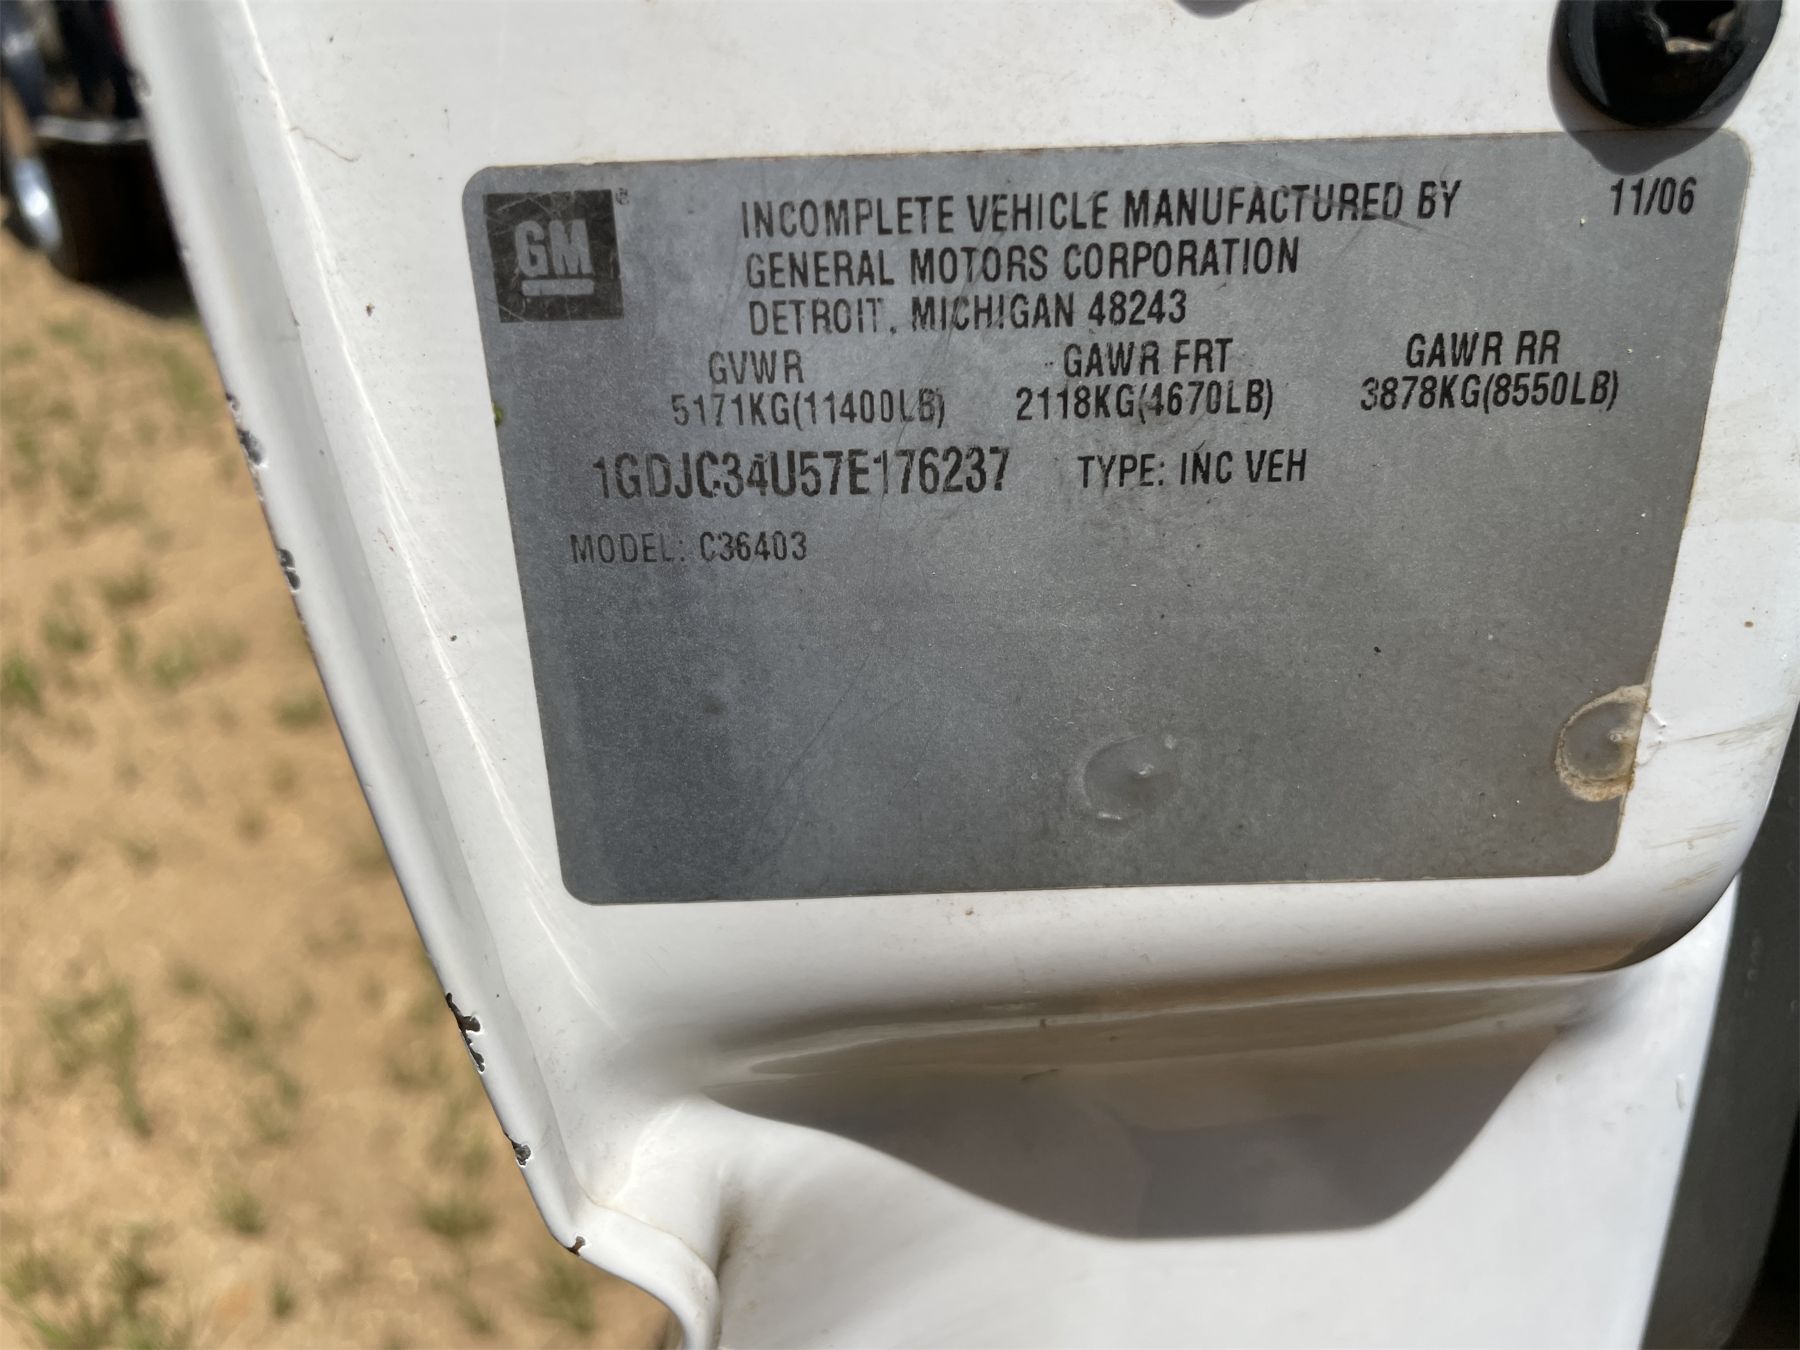 GM ®
INCOMPLETE VEHICLE MANUFACTURED BY 11/06
GENERAL MOTORS CORPORATION
DETROIT, MICHIGAN 48243
GVWR GAWR FRT GAWR RR
5171KG(11400LB) 2118KG(4670LB) 3878KG(8550LB)
1GDJC34U57E176237 TYPE: INC VEH
MODEL: C36403